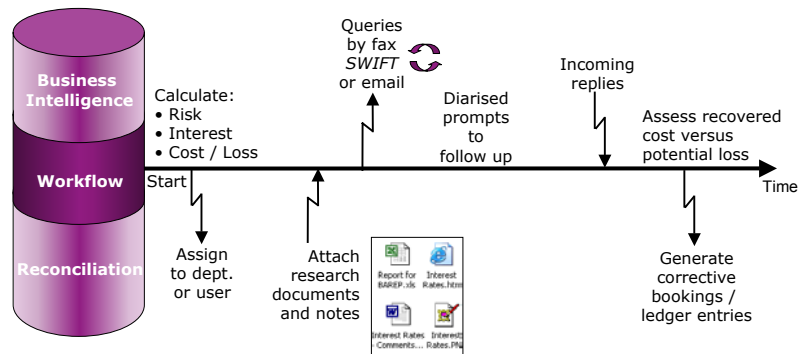 Business
Intelligence
Workflow
Reconciliation
Calculate:
• Risk
• Interest
• Cost / Loss
Start
Assign
to dept.
or user
Attach
research
documents
and notes
Queries
by fax
SWIFT
or email
Diarised
prompts
to
follow up
Incoming
replies
Assess recovered
cost versus
potential loss
Time
Generate
corrective
bookings /
ledger entries
Report for
BAREP.xls
Interest
Rates.htm
Interest Rates
- Comments...
Interest
Rates.PN